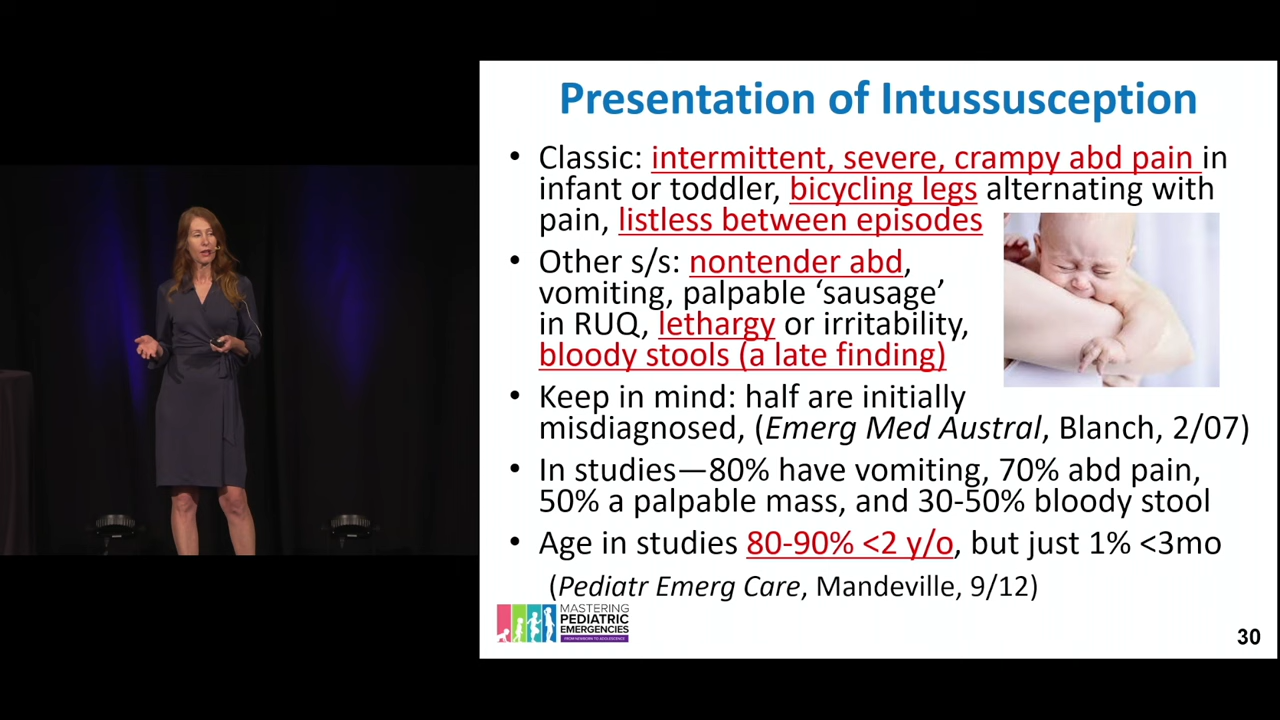 Presentation of Intussusception
• Classic: intermittent, severe, crampy abd pain in
infant or toddler, bicycling legs alternating with
pain, listless between episodes
• Other s/s: nontender abd,
vomiting, palpable ‘sausage’
in RUQ, lethargy or irritability,
bloody stools (a late finding)
• Keep in mind: half are initially
misdiagnosed, (Emerg Med Austral, Blanch, 2/07)
• In studies—80% have vomiting, 70% abd pain,
50% a palpable mass, and 30-50% bloody stool
• Age in studies 80-90% <2 y/o, but just 1% <3mo
(Pediatr Emerg Care, Mandeville, 9/12)
MASTERING
PEDIATRIC
EMERGENCIES
FROM NEWBORN TO ADOLESCENCE
30